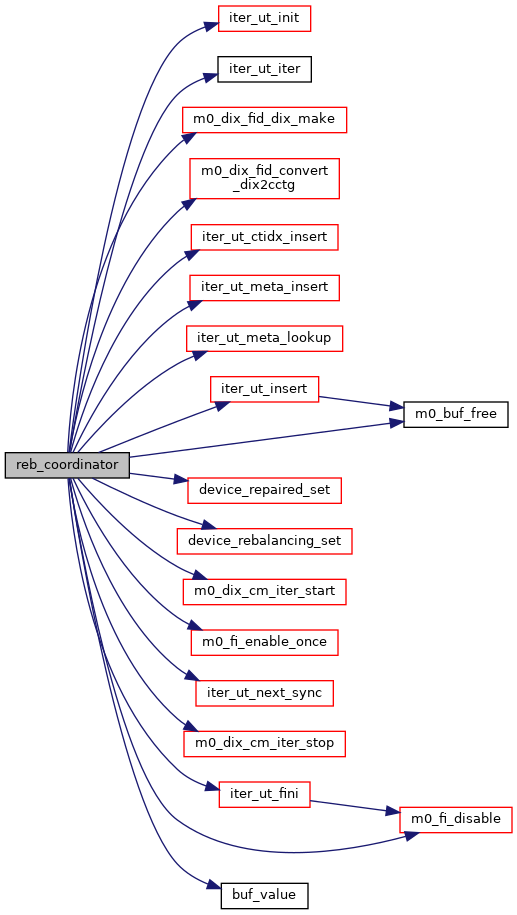 iter_ut_init
iter_ut_iter
m0_dix_fid_dix_make
m0_dix_fid_convert
_dix2cctg
iter_ut_ctidx_insert
iter_ut_meta_insert
iter_ut_meta_lookup
iter_ut_insert
m0_buf_free
reb_coordinator
device_repaired_set
device_rebalancing_set
m0_dix_cm_iter_start
m0_fi_enable_once
iter_ut_next_sync
m0_dix_cm_iter_stop
iter_ut_fini
m0_fi_disable
buf_value